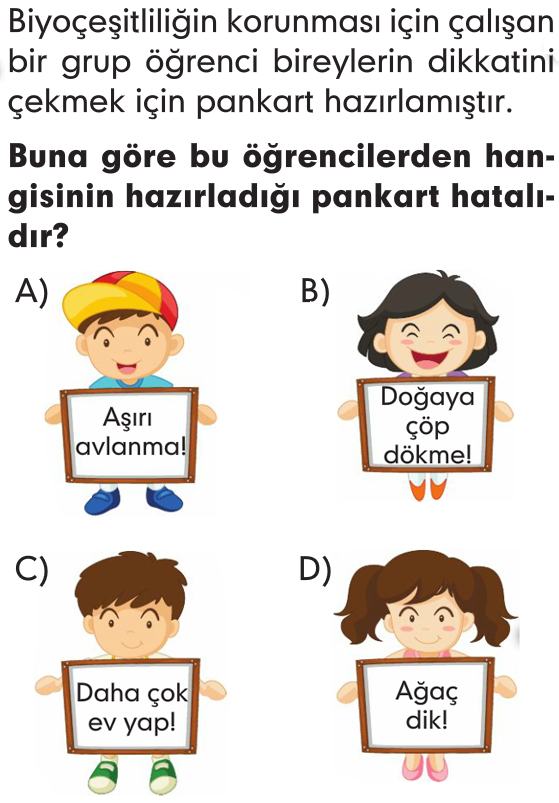 Biyoçeşitliliğin korunması için çalışan
bir grup öğrenci bireylerin dikkatini
çekmek için pankart hazırlamıştır.
Buna göre bu öğrencilerden han-
gisinin hazırladığı pankart hatalı-
dır?
A)
Aşırı
avlanma!
B)
Doğaya
çöp
dökme!
C)
Daha çok
ev yap!
D)
Ağaç
dik!